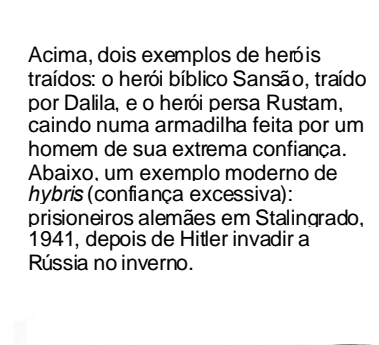 Acima, dois exemplos de heróis
traídos: o herói bíblico Sansão, traído
por Dalila, e o herói persa Rustam,
caindo numa armadilha feita por um
homem de sua extrema confiança.
Abaixo, um exemplo moderno de
hybris (confiança excessiva):
prisioneiros alemães em Stalingrado,
1941, depois de Hitler invadir a
Rússia no inverno.